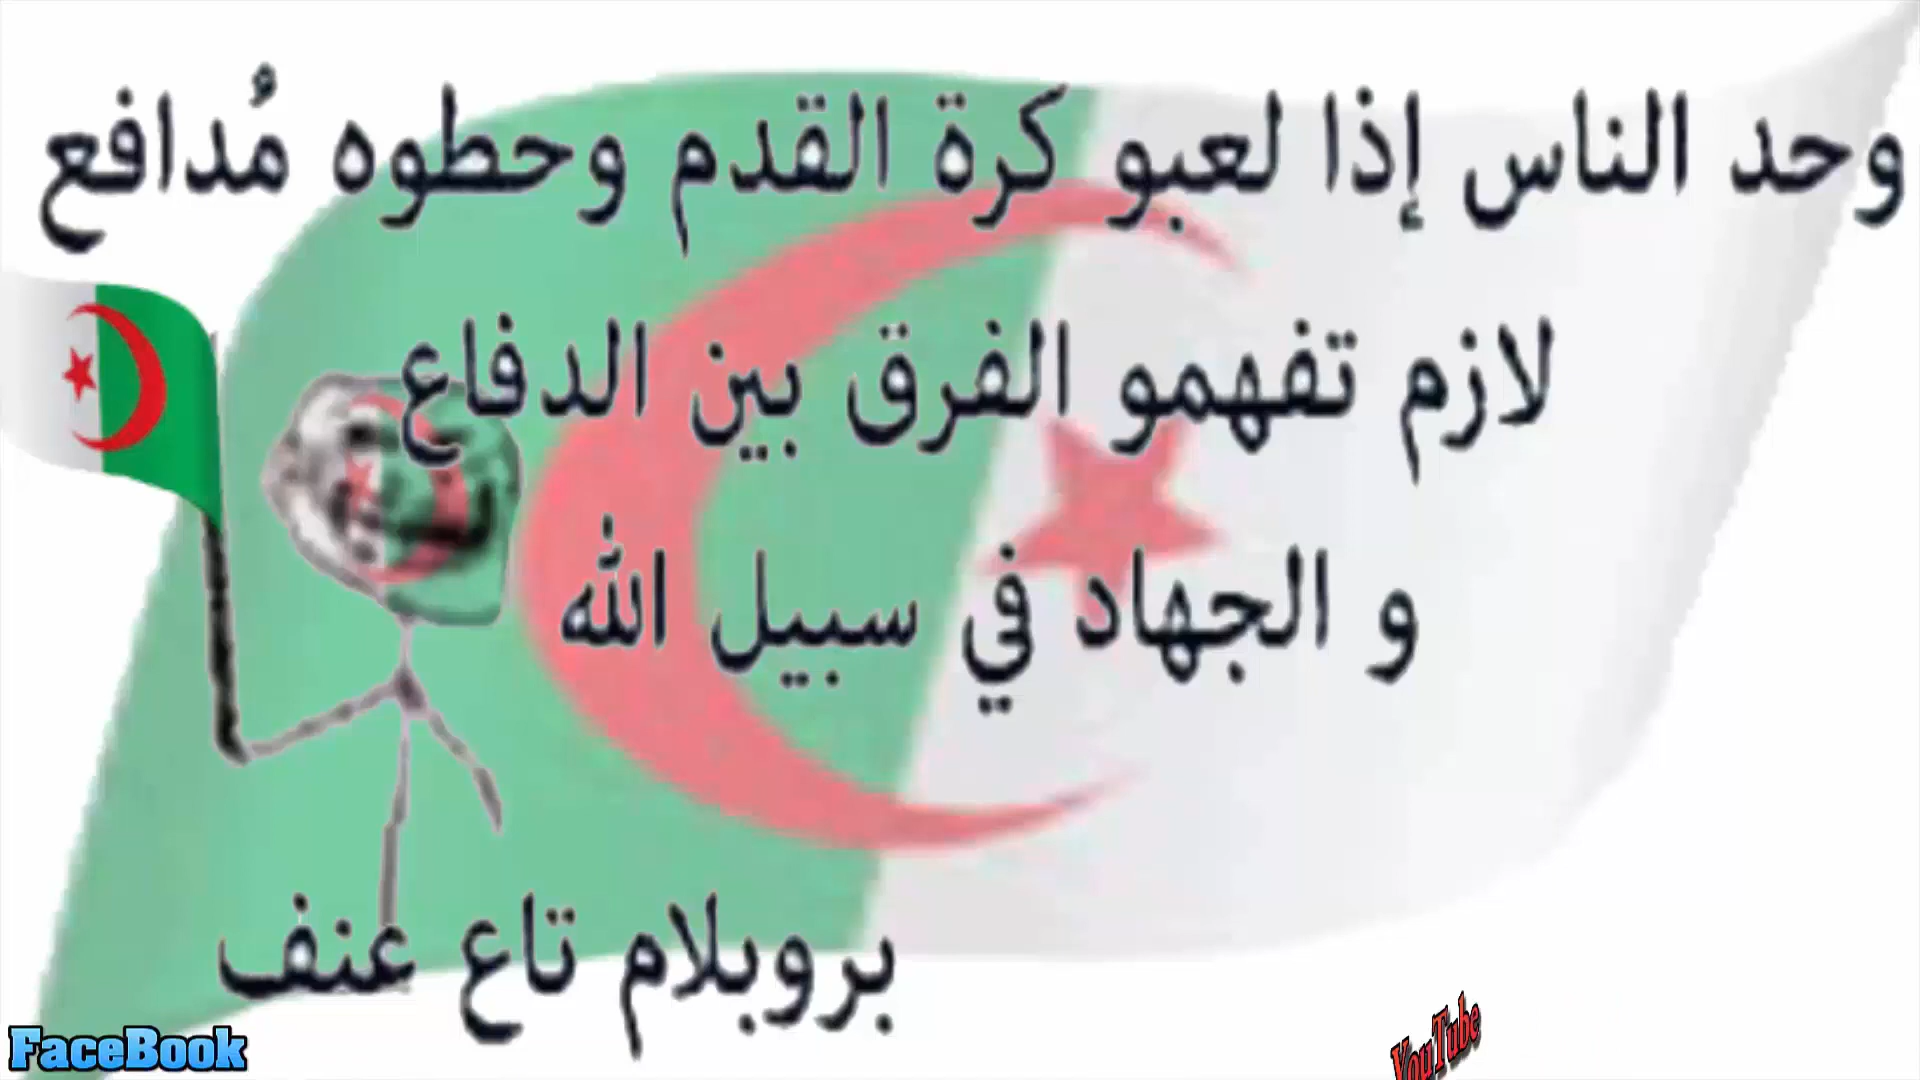 وحد الناس إذا لعبو كرة القدم وحطوه مُدافع
لازم تفهمو الفرق بين الدفاع
و الجهاد في سبيل الله
بروبلام تاع عنف
FaceBook
YouTube